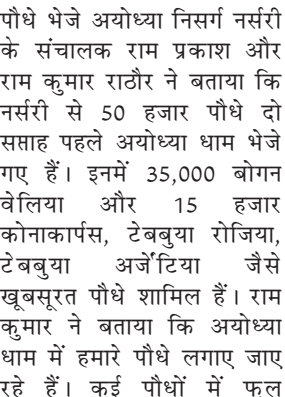 पौधे भेजे अयोध्या निसर्ग नर्सरी
के संचालक राम प्रकाश और
राम कुमार राठौर ने बताया कि
नर्सरी से 50 हजार पौधे दो
सप्ताह पहले अयोध्या धाम भेजे
गए हैं। इनमें 35,000 बोगन
वेलिया और 15 हजार
कोनाकार्पस, टेबबुया रोजिया,
टेबबुया अर्जेंटिया जैसे
खूबसूरत पौधे शामिल हैं। राम
कुमार ने बताया कि अयोध्या
धाम में हमारे पौधे लगाए जाए
रहे हैं। कई पौधों में फूल